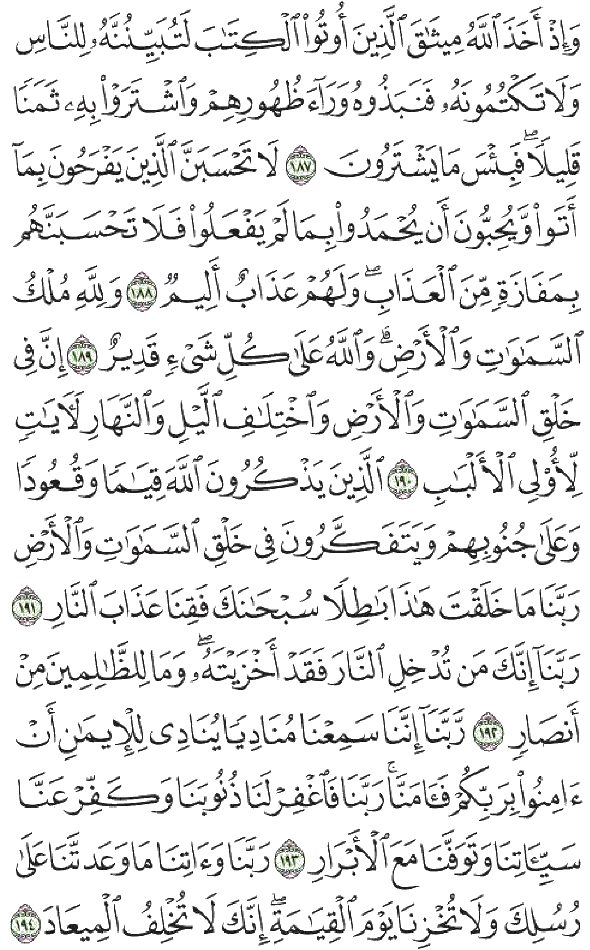 وَإِذۡ أَخَذَ ٱللَّهُ مِيثَٰقَ ٱلَّذِينَ أُوتُواْ ٱلۡكِتَٰبَ لَتُبَيِّنُنَّهُۥ لِلنَّاسِ
وَلَا تَكۡتُمُونَهُۥ فَنَبَذُوهُ وَرَآءَ ظُهُورِهِمۡ وَٱشۡتَرَوۡاْ بِهِۦ ثَمَنٗا
قَلِيلٗاۖ فَبِئۡسَ مَا يَشۡتَرُونَ ١٨٧ لَا تَحۡسَبَنَّ ٱلَّذِينَ يَفۡرَحُونَ بِمَآ
أَتَواْ وَّيُحِبُّونَ أَن يُحۡمَدُواْ بِمَا لَمۡ يَفۡعَلُواْ فَلَا تَحۡسَبَنَّهُم
بِمَفَازَةٖ مِّنَ ٱلۡعَذَابِۖ وَلَهُمۡ عَذَابٌ أَلِيمٞ ١٨٨ وَلِلَّهِ مُلۡكُ
ٱلسَّمَٰوَٰتِ وَٱلۡأَرۡضِۗ وَٱللَّهُ عَلَىٰ كُلِّ شَيۡءٖ قَدِيرٌ ١٨٩ إِنَّ فِي
خَلۡقِ ٱلسَّمَٰوَٰتِ وَٱلۡأَرۡضِ وَٱخۡتِلَٰفِ ٱلَّيۡلِ وَٱلنَّهَارِ لَأٓيَٰتٖ
لِّأُوْلِي ٱلۡأَلۡبَٰبِ ١٩٠ ٱلَّذِينَ يَذۡكُرُونَ ٱللَّهَ قِيَٰمٗا وَقُعُودٗا
وَعَلَىٰ جُنُوبِهِمۡ وَيَتَفَكَّرُونَ فِي خَلۡقِ ٱلسَّمَٰوَٰتِ وَٱلۡأَرۡضِ
رَبَّنَا مَا خَلَقۡتَ هَٰذَا بَٰطِلٗا سُبۡحَٰنَكَ فَقِنَا عَذَابَ ٱلنَّارِ ١٩١
رَبَّنَآ إِنَّكَ مَن تُدۡخِلِ ٱلنَّارَ فَقَدۡ أَخۡزَيۡتَهُۥۖ وَمَا لِلظَّٰلِمِينَ مِنۡ
أَنصَارٖ ١٩٢ رَّبَّنَآ إِنَّنَا سَمِعۡنَا مُنَادِيٗا يُنَادِي لِلۡإِيمَٰنِ أَنۡ
ءَامِنُواْ بِرَبِّكُمۡ فَـَٔامَنَّاۚ رَبَّنَا فَٱغۡفِرۡ لَنَا ذُنُوبَنَا وَكَفِّرۡ عَنَّا
سَيِّـَٔاتِنَا وَتَوَفَّنَا مَعَ ٱلۡأَبۡرَارِ ١٩٣ رَبَّنَا وَءَاتِنَا مَا وَعَدتَّنَا عَلَىٰ
رُسُلِكَ وَلَا تُخۡزِنَا يَوۡمَ ٱلۡقِيَٰمَةِۖ إِنَّكَ لَا تُخۡلِفُ ٱلۡمِيعَادَ ١٩٤